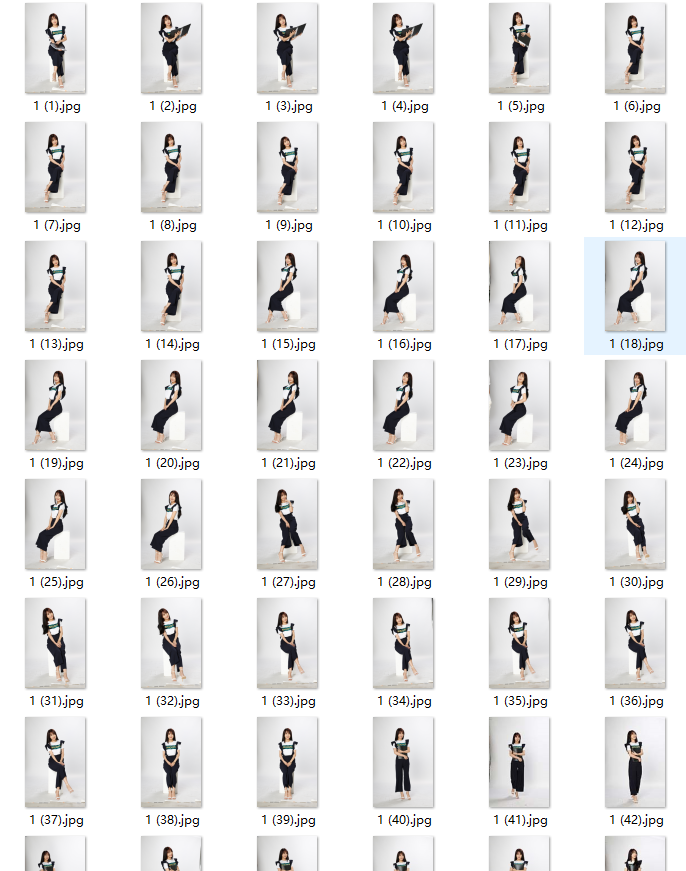 1 (1).jpg 1 (2).jpg 1 (3).jpg 1 (4).jpg 1 (5).jpg 1 (6).jpg
1 (7).jpg 1 (8).jpg 1 (9).jpg 1 (10).jpg 1 (11).jpg 1 (12).jpg
1 (13).jpg 1 (14).jpg 1 (15).jpg 1 (16).jpg 1 (17).jpg 1 (18).jpg
1 (19).jpg 1 (20).jpg 1 (21).jpg 1 (22).jpg 1 (23).jpg 1 (24).jpg
1 (25).jpg 1 (26).jpg 1 (27).jpg 1 (28).jpg 1 (29).jpg 1 (30).jpg
1 (31).jpg 1 (32).jpg 1 (33).jpg 1 (34).jpg 1 (35).jpg 1 (36).jpg
1 (37).jpg 1 (38).jpg 1 (39).jpg 1 (40).jpg 1 (41).jpg 1 (42).jpg